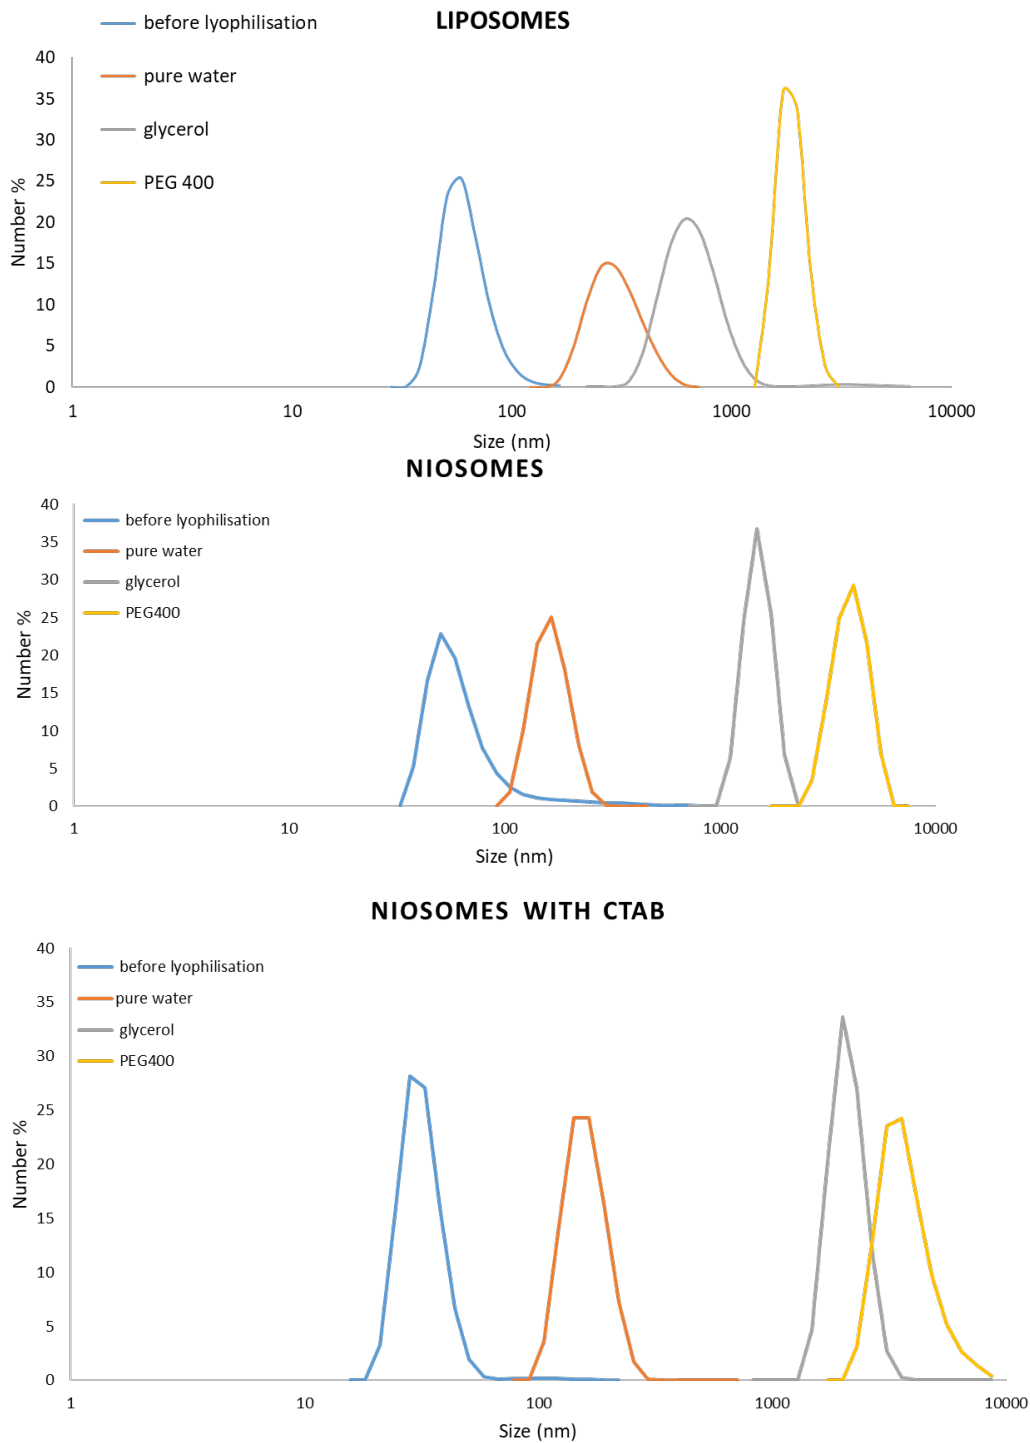 LIPOSOMES
before lyophilisation
pure water
glycerol
PEG 400
Number %
40
35
30
25
20
15
10
5
0
1 10 100 1000 10000
Size (nm)
NIOSOMES
before lyophilisation
pure water
glycerol
PEG400
Number %
40
35
30
25
20
15
10
5
0
1 10 100 1000 10000
Size (nm)
NIOSOMES WITH CTAB
before lyophilisation
pure water
glycerol
PEG400
Number %
40
35
30
25
20
15
10
5
0
1 10 100 1000 10000
Size (nm)